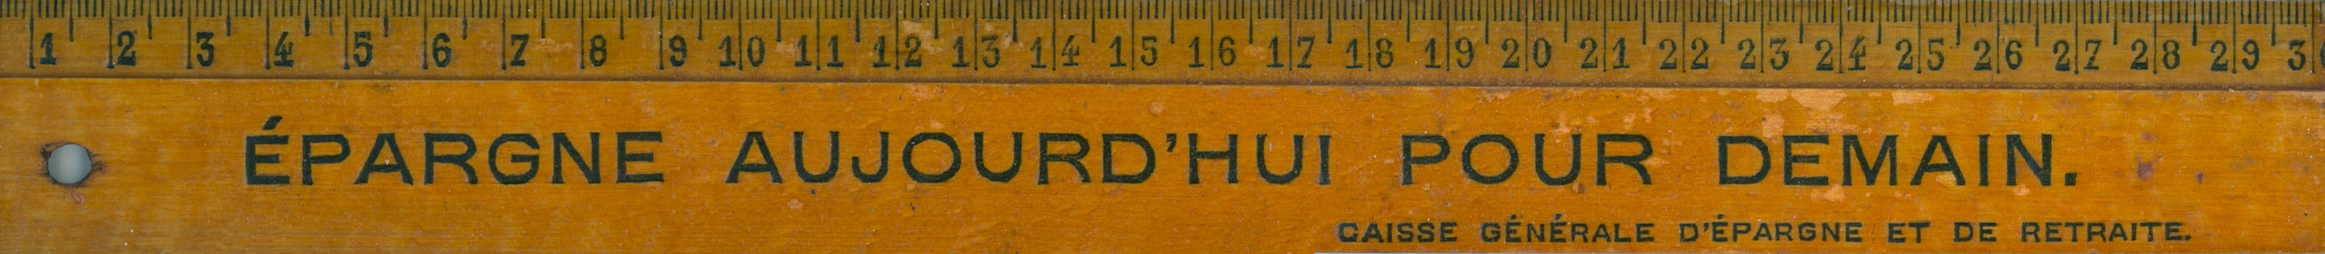 1 2 3 4 5 6 7 8 9 10 11 12 13 14 15 16 17 18 19 20 21 22 23 24 25 26 27 28 29 30
ÉPARGNE AUJOURD'HUI POUR DEMAIN.
CAISSE GÉNÉRALE D'ÉPARGNE ET DE RETRAITE.